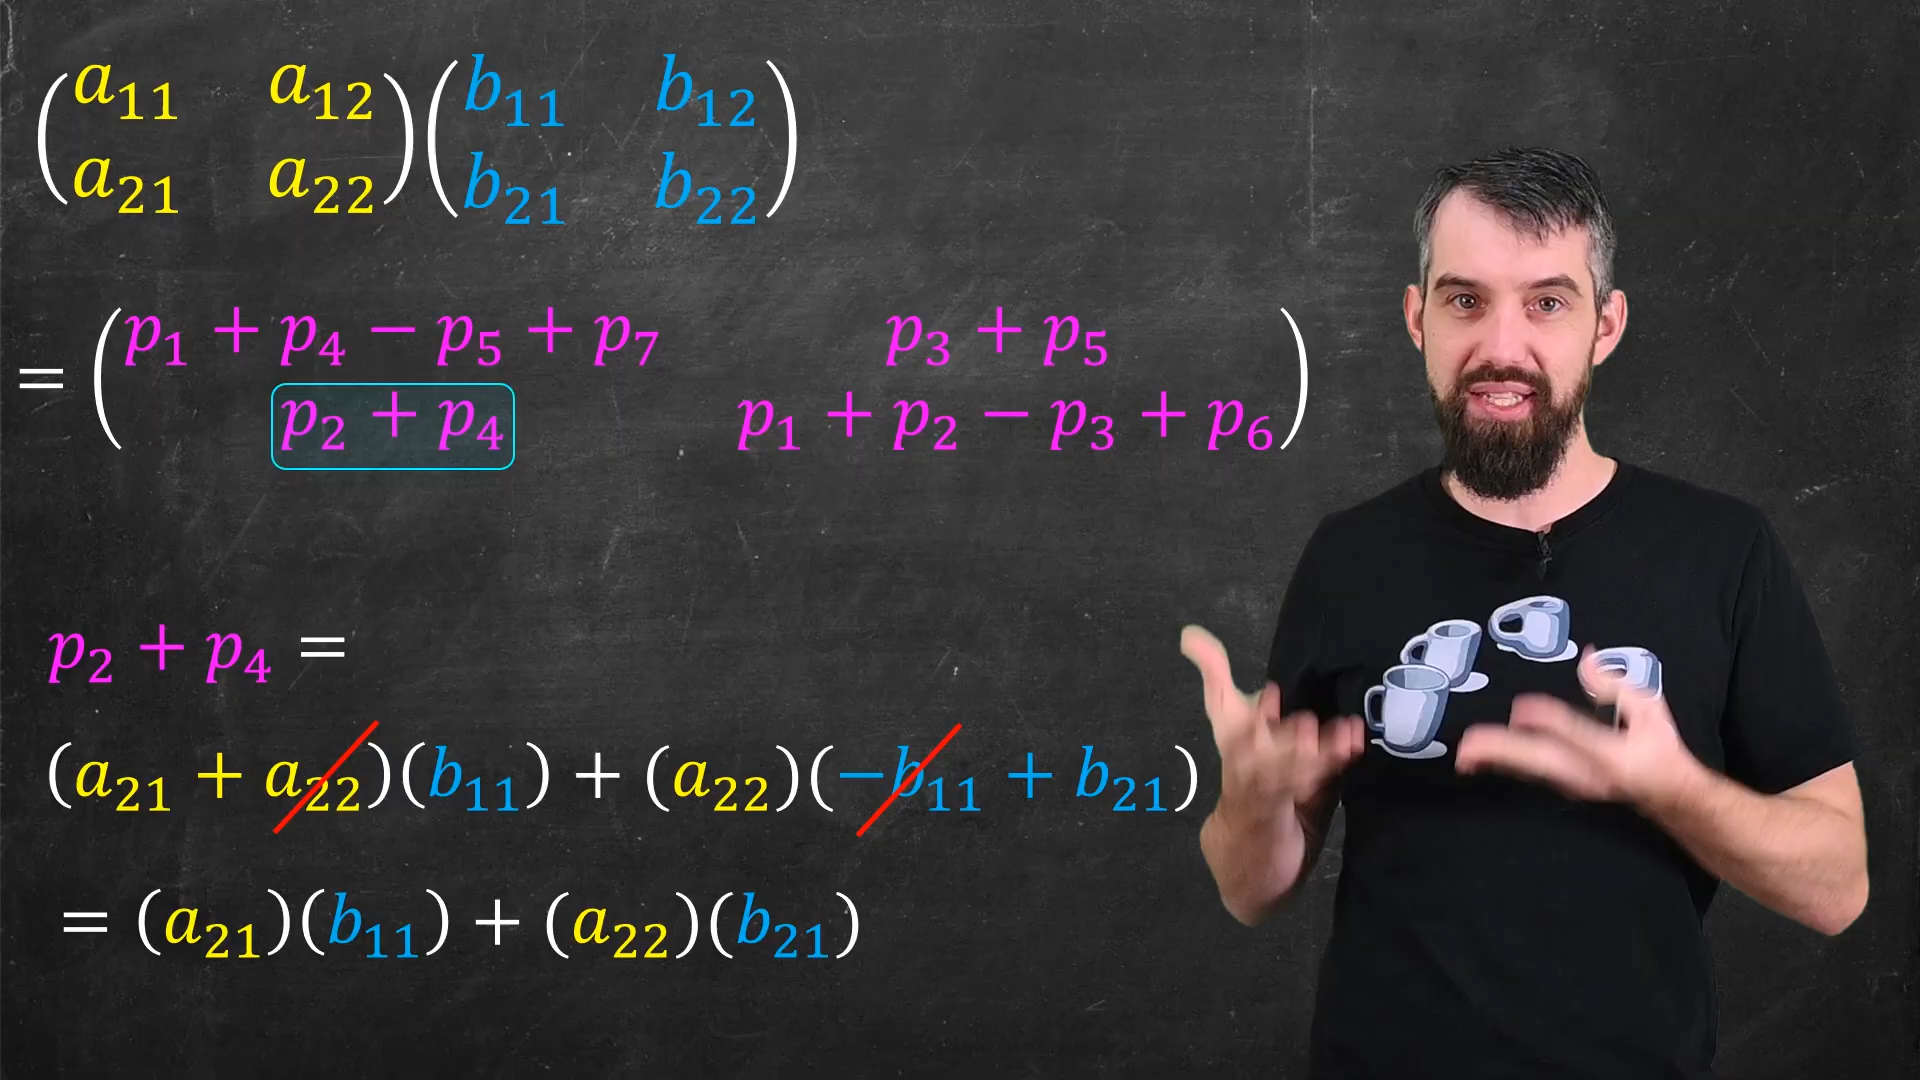 (a₁₁ a₁₂) (b₁₁ b₁₂)
(a₂₁ a₂₂) (b₂₁ b₂₂)
= (p₁ + p₄ − p₅ + p₇ p₃ + p₅)
(p₂ + p₄ p₁ + p₂ − p₃ + p₆)
p₂ + p₄ =
(a₂₁ + a₂₂)(b₁₁) + (a₂₂)(−b₁₁ + b₂₁)
= (a₂₁)(b₁₁) + (a₂₂)(b₂₁)